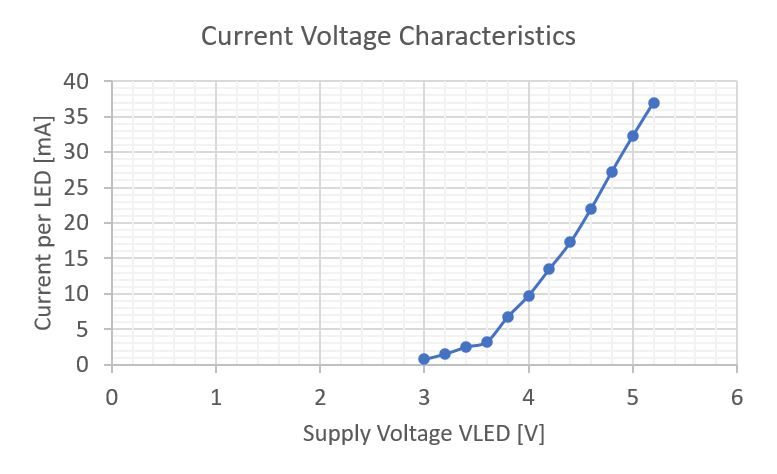 Current Voltage Characteristics
40
35
30
25
20
15
10
5
0
Current per LED [mA]
0 1 2 3 4 5 6
Supply Voltage VLED [V]